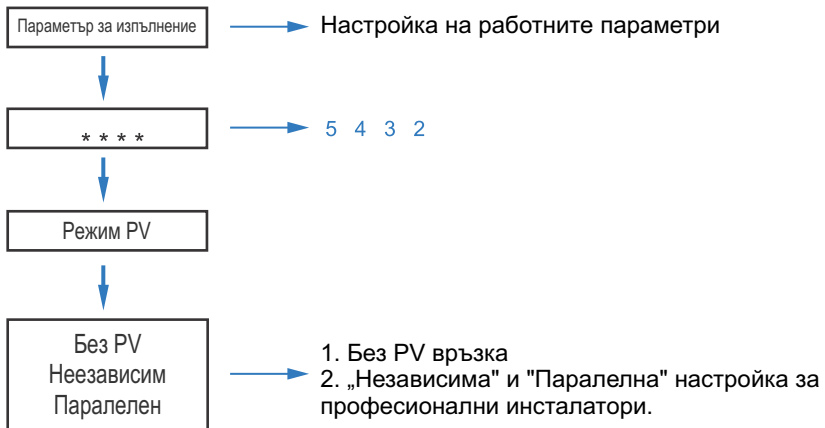 Параметър за изпълнение
Настройка на работните параметри
* * * *
5 4 3 2
Режим PV
Без PV
Неезависим
Паралелен
1. Без PV връзка
2. „Независима" и "Паралелна" настройка за
професионални инсталатори.